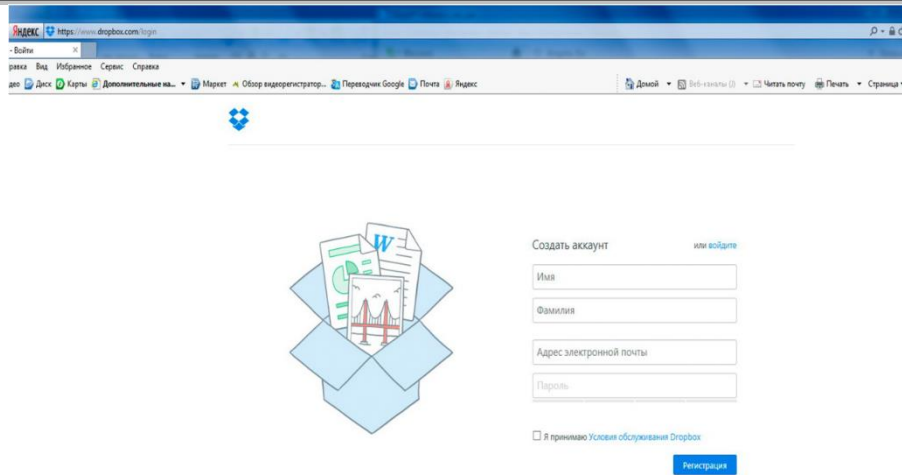 Яндекс https://www.dropbox.com/login
- Войти ×
равка Вид Избранное Сервис Справка
део Диск Карты Дополнительные на... Маркет Обзор видеорегистратор... Переводчик Google Почта Яндекс Домой Веб-каналы (J) Читать почту Печать Страница
W
Создать аккаунт или войдите
Имя
Фамилия
Адрес электронной почты
Пароль
Я принимаю Условия обслуживания Dropbox
Регистрация